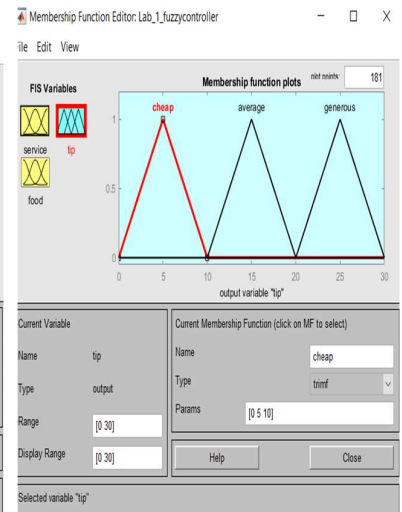 Membership Function Editor: Lab_1_fuzzycontroller
File Edit View
FIS Variables
service
tip
food
Membership function plots
plot points:
181
cheap
average
generous
1
0.5
0
0 5 10 15 20 25 30
output variable "tip"
Current Variable
Name tip
Type output
Range [0 30]
Display Range [0 30]
Current Membership Function (click on MF to select)
Name cheap
Type trimf
Params [0 5 10]
Help
Close
Selected variable "tip"